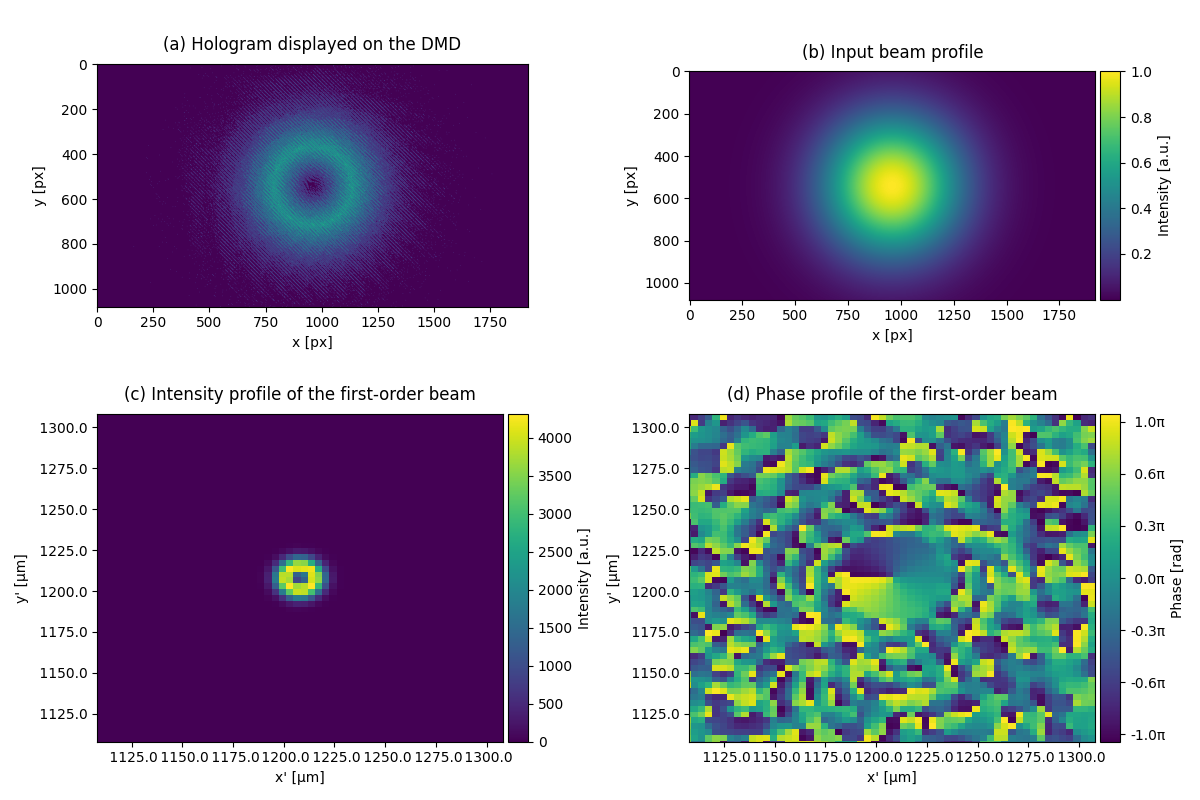 (a) Hologram displayed on the DMD
0
200
400
600
800
1000
y [px]
0 250 500 750 1000 1250 1500 1750
x [px]
(b) Input beam profile
0
200
400
600
800
1000
y [px]
0 250 500 750 1000 1250 1500 1750
x [px]
1.0
0.8
0.6
0.4
0.2
Intensity [a.u.]
(c) Intensity profile of the first-order beam
1300.0
1275.0
1250.0
1225.0
1200.0
1175.0
1150.0
1125.0
y' [μm]
1125.0 1150.0 1175.0 1200.0 1225.0 1250.0 1275.0 1300.0
x' [μm]
4000
3500
3000
2500
2000
1500
1000
500
0
Intensity [a.u.]
(d) Phase profile of the first-order beam
1300.0
1275.0
1250.0
1225.0
1200.0
1175.0
1150.0
1125.0
y' [μm]
1125.0 1150.0 1175.0 1200.0 1225.0 1250.0 1275.0 1300.0
x' [μm]
1.0π
0.6π
0.3π
0.0π
-0.3π
-0.6π
-1.0π
Phase [rad]